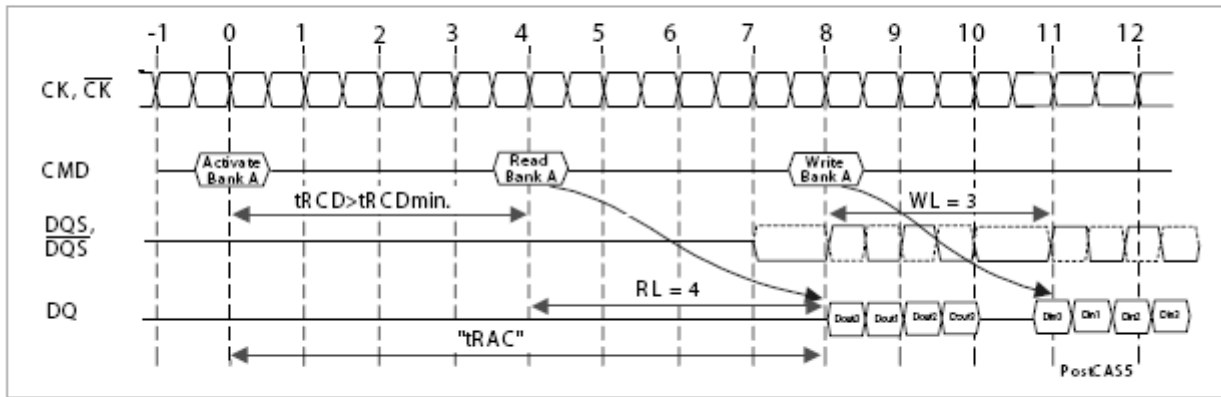 -1 0 1 2 3 4 5 6 7 8 9 10 11 12
CK, CK
CMD
Activate
Bank A
Read
Bank A
Write
Bank A
tRCD>tRCDmin.
WL = 3
DQS,
DQS
RL = 4
DQ
Dout0 Dout1 Dout2 Dout3 Din0 Din1 Din2 Din3
"tRAC"
PostCAS5